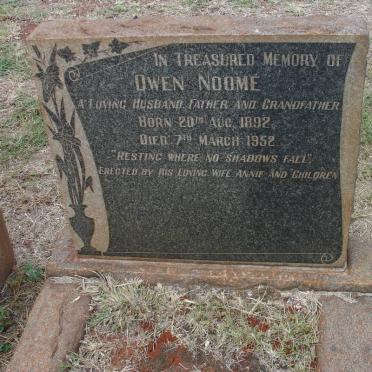 In Treasured Memory of
Owen Noome
A Loving Husband, Father and Grandfather
Born 20th Aug. 1892
Died 7th March 1952
"Resting where no shadows fall"
Erected by his loving wife Annie and children